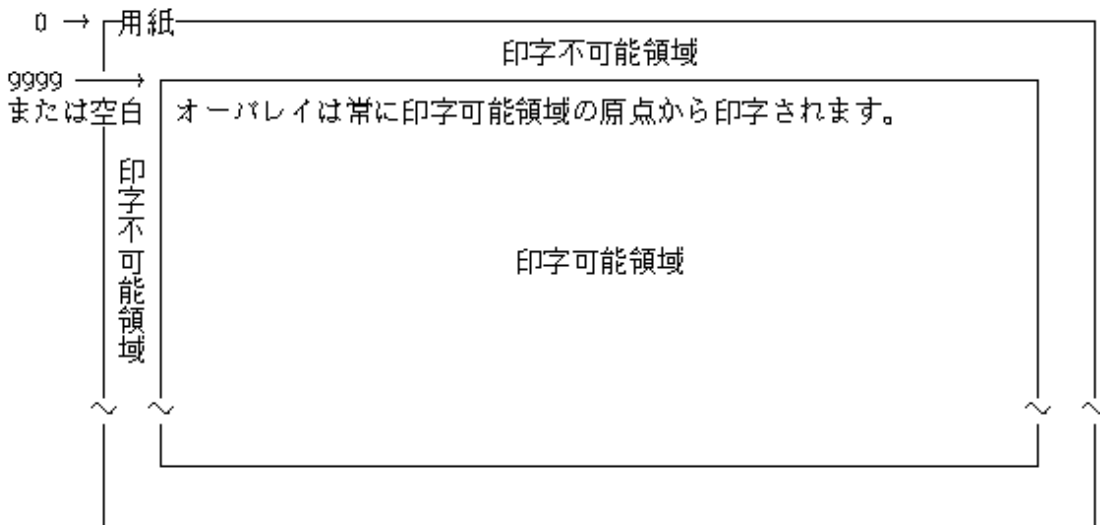 0 → 用紙
印字不可能領域
9999 →
または空白
オーバレイは常に印字可能領域の原点から印字されます。
印字不可能領域
印字可能領域